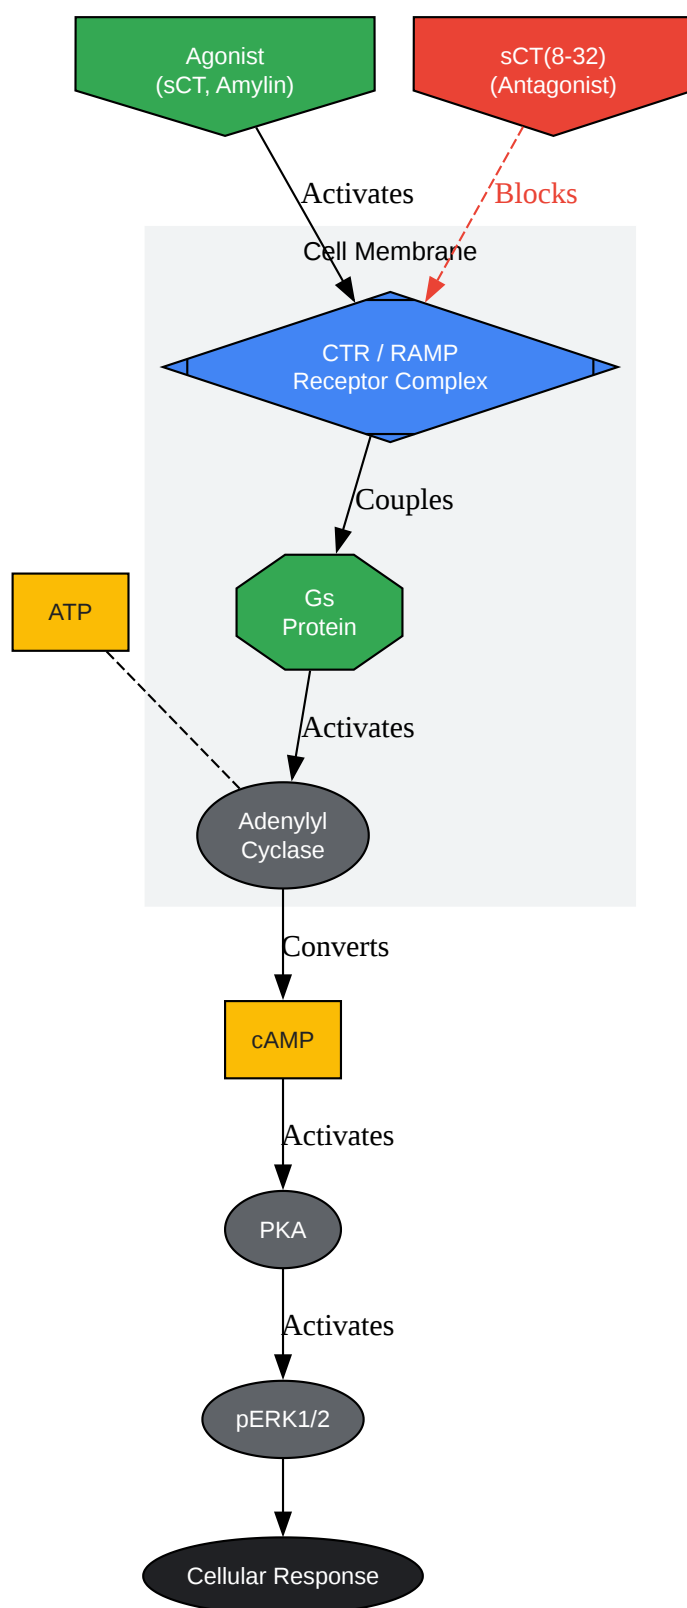 Agonist
(sCT, Amylin)
sCT(8-32)
(Antagonist)
Activates
Blocks
Cell Membrane
CTR / RAMP
Receptor Complex
Couples
ATP
Gs
Protein
Activates
Adenylyl
Cyclase
Converts
cAMP
Activates
PKA
Activates
pERK1/2
Cellular Response